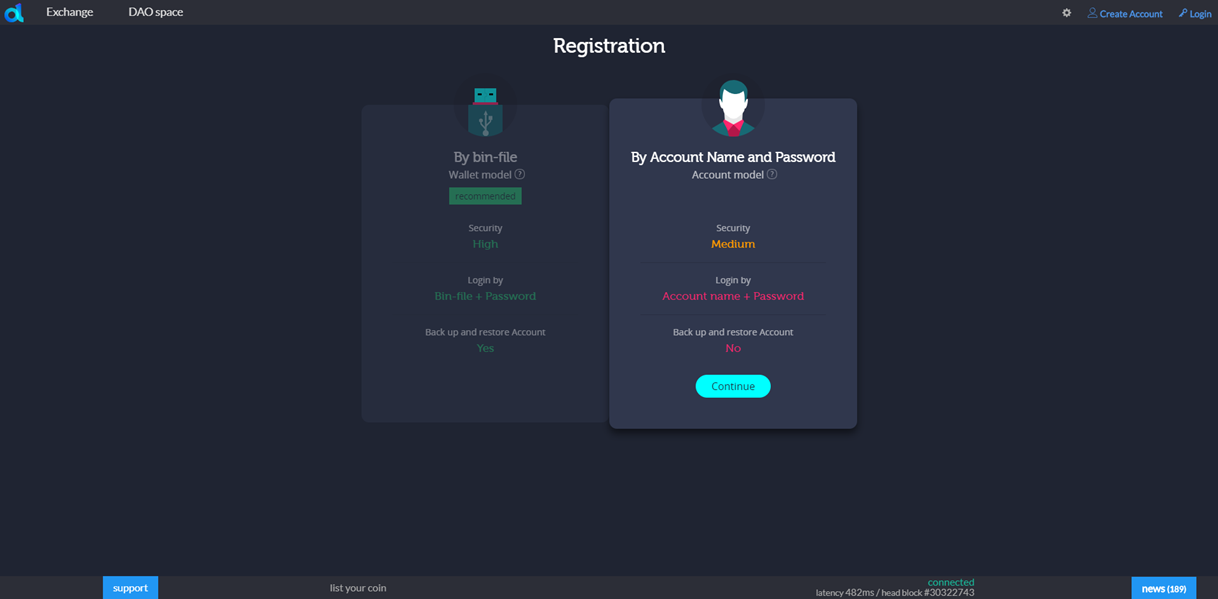 Exchange
DAO space
Create Account
Login
Registration
By bin-file
Wallet model ?
recommended
Security
High
Login by
Bin-file + Password
Back up and restore Account
Yes
By Account Name and Password
Account model ?
Security
Medium
Login by
Account name + Password
Back up and restore Account
No
Continue
support
list your coin
connected
latency 482ms / head block #30322743
news (189)